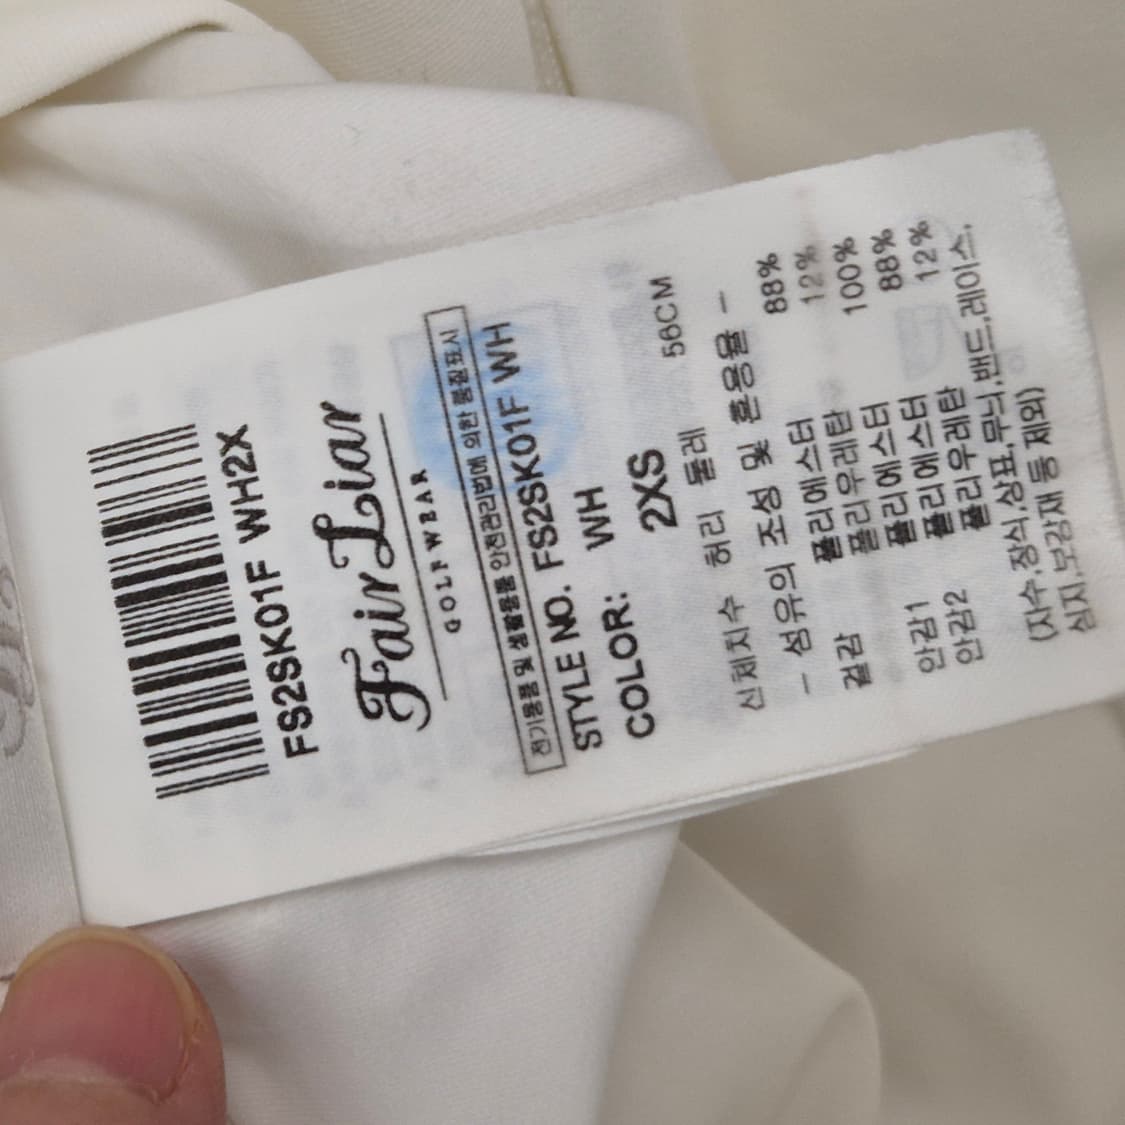 FS2SK01F WH2X
FairLiar
GOLFWEAR
전기용품 및 생활용품 안전관리법에 의한 품질표시
STYLE NO. FS2SK01F WH
COLOR: WH
2XS
신체치수 허리 둘레 56CM
- 섬유의 조성 및 혼용율 -
겉감 폴리에스터 88%
폴리우레탄 12%
안감1 폴리에스터 100%
안감2 폴리에스터 88%
폴리우레탄 12%
(자수,장식,상표,무늬,밴드,레이스,
심지,보강재 등 제외)